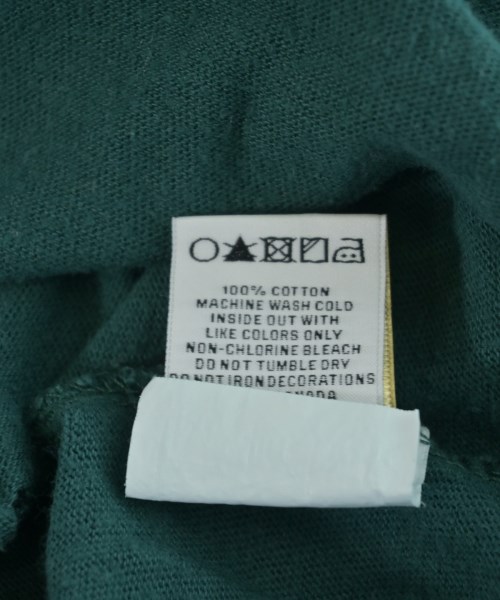 100% COTTON
MACHINE WASH COLD
INSIDE OUT WITH
LIKE COLORS ONLY
NON-CHLORINE BLEACH
DO NOT TUMBLE DRY
DO NOT IRON DECORATIONS